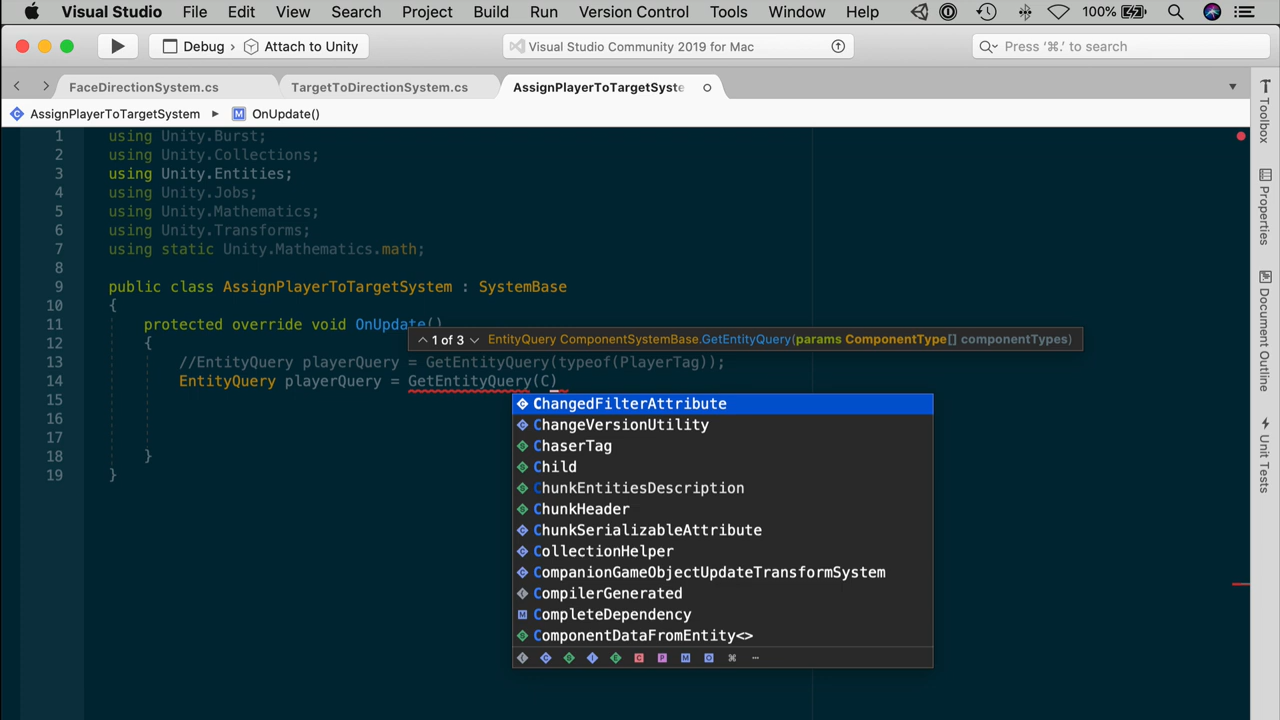 Visual Studio File Edit View Search Project Build Run Version Control Tools Window Help 100%
Debug › Attach to Unity Visual Studio Community 2019 for Mac Press ‘⌘.’ to search
FaceDirectionSystem.cs TargetToDirectionSystem.cs AssignPlayerToTargetSyste
AssignPlayerToTargetSystem ▸ M OnUpdate()
1 using Unity.Burst;
2 using Unity.Collections;
3 using Unity.Entities;
4 using Unity.Jobs;
5 using Unity.Mathematics;
6 using Unity.Transforms;
7 using static Unity.Mathematics.math;
8
9 public class AssignPlayerToTargetSystem : SystemBase
10 {
11 protected override void OnUpdate()
1 of 3 EntityQuery ComponentSystemBase.GetEntityQuery(params ComponentType[] componentTypes)
12 {
13 //EntityQuery playerQuery = GetEntityQuery(typeof(PlayerTag));
14 EntityQuery playerQuery = GetEntityQuery(C)
15
16
17
18 }
19 }
ChangedFilterAttribute
ChangeVersionUtility
ChaserTag
Child
ChunkEntitiesDescription
ChunkHeader
ChunkSerializableAttribute
CollectionHelper
CompanionGameObjectUpdateTransformSystem
CompilerGenerated
CompleteDependency
ComponentDataFromEntity<>
Toolbox
Properties
Document Outline
Unit Tests